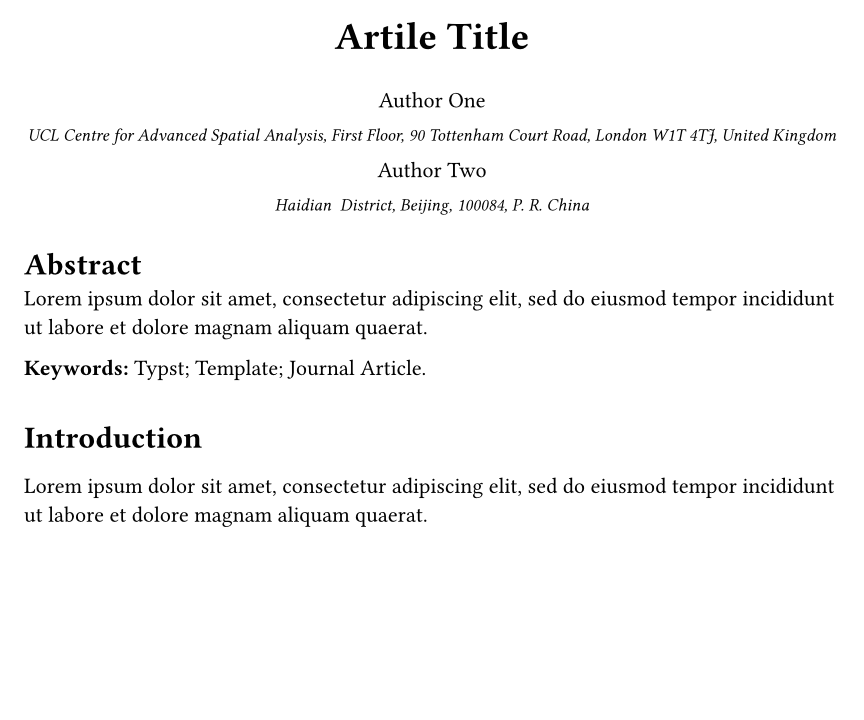 Artile Title
Author One
UCL Centre for Advanced Spatial Analysis, First Floor, 90 Tottenham Court Road, London W1T 4TJ, United Kingdom
Author Two
Haidian  District, Beijing, 100084, P. R. China
Abstract
Lorem ipsum dolor sit amet, consectetur adipiscing elit, sed do eiusmod tempor incididunt
ut labore et dolore magnam aliquam quaerat.
Keywords: Typst; Template; Journal Article.
Introduction
Lorem ipsum dolor sit amet, consectetur adipiscing elit, sed do eiusmod tempor incididunt
ut labore et dolore magnam aliquam quaerat.